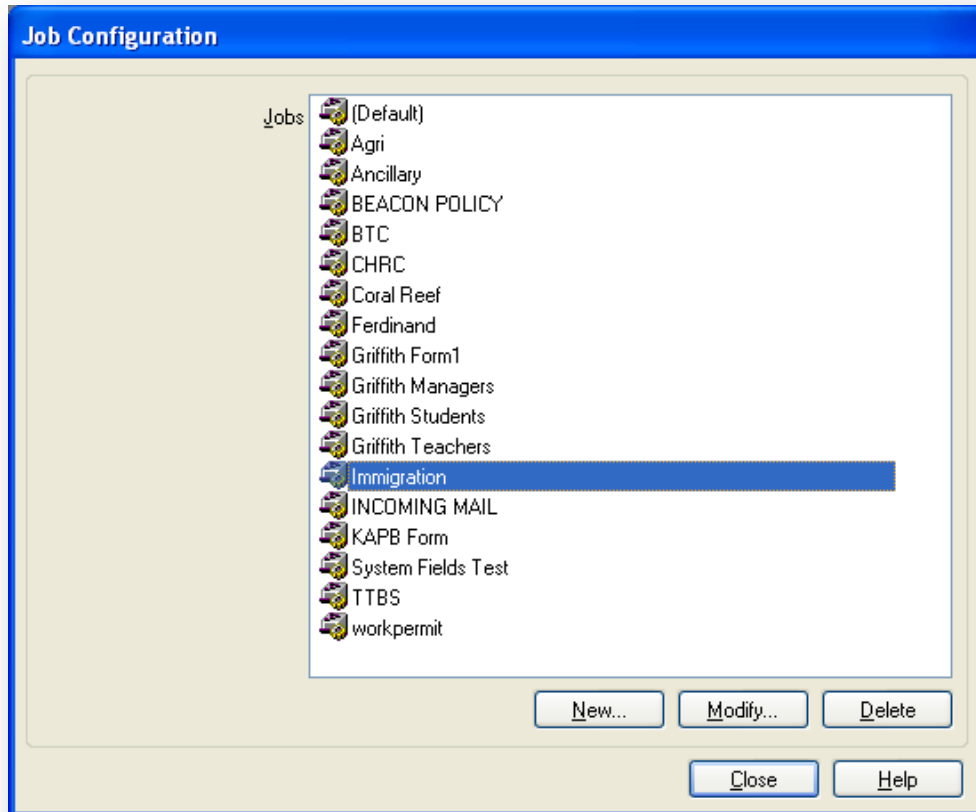 Job Configuration
Jobs
(Default)
Agri
Ancillary
BEACON POLICY
BTC
CHRC
Coral Reef
Ferdinand
Griffith Form1
Griffith Managers
Griffith Students
Griffith Teachers
Immigration
INCOMING MAIL
KAPB Form
System Fields Test
TTBS
workpermit
New... Modify... Delete
Close Help